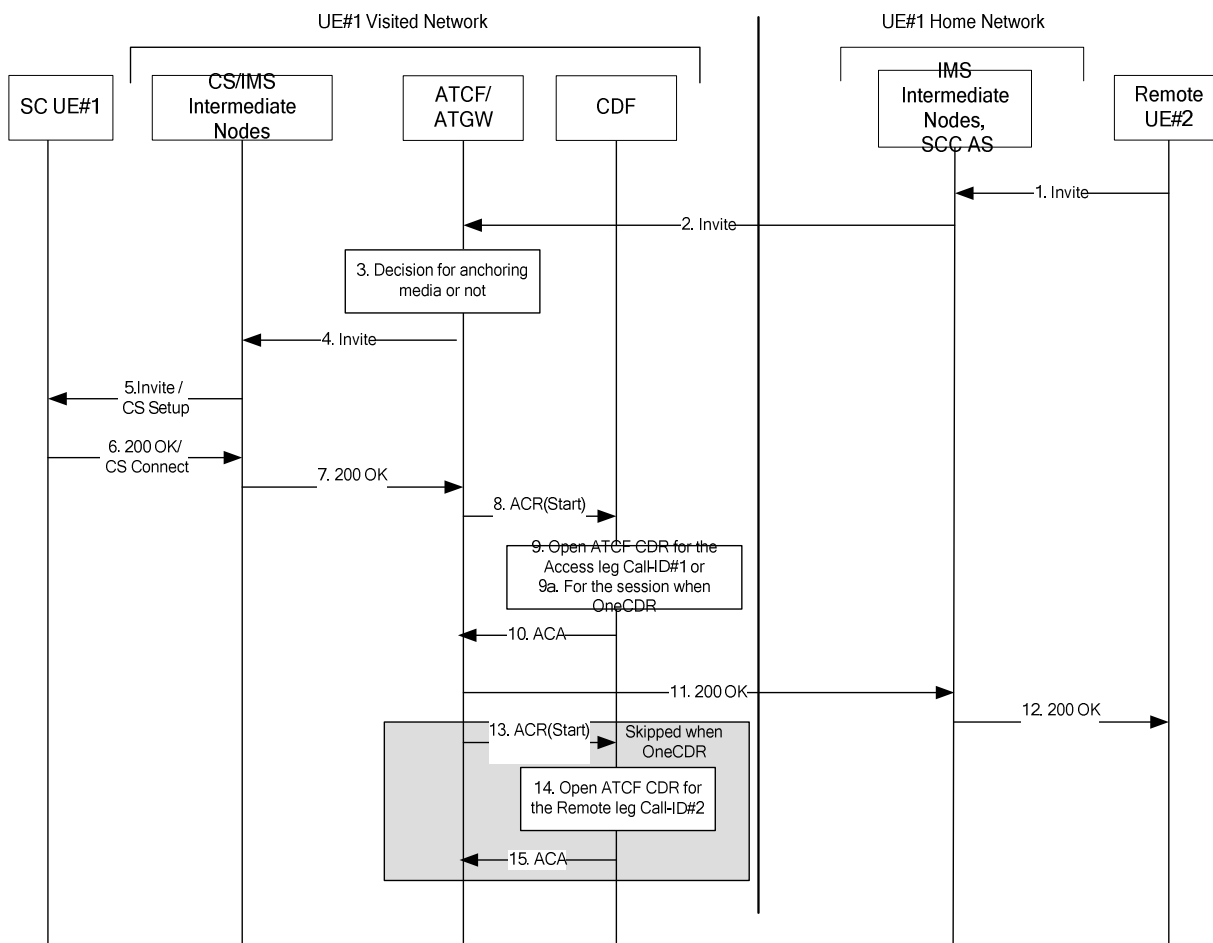 UE#1 Visited Network
UE#1 Home Network
SC UE#1
CS/IMS
Intermediate
Nodes
ATCF/
ATGW
CDF
IMS
Intermediate
Nodes,
SCC AS
Remote
UE#2
1. Invite
2. Invite
3. Decision for anchoring
media or not
4. Invite
5.Invite /
CS Setup
6. 200 OK/
CS Connect
7. 200 OK
8. ACR(Start)
9. Open ATCF CDR for the
Access leg Call-ID#1 or
9a. For the session when
OneCDR
10. ACA
11. 200 OK
12. 200 OK
13. ACR(Start)
Skipped when
OneCDR
14. Open ATCF CDR for
the Remote leg Call-ID#2
15. ACA